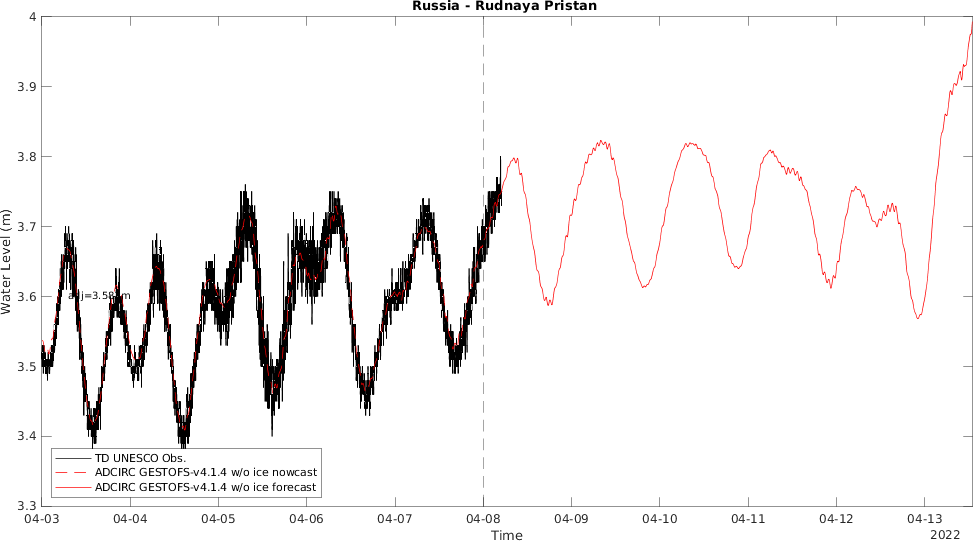 Russia - Rudnaya Pristan
Water Level (m)
4
3.9
3.8
3.7
3.6
3.5
3.4
3.3
TD UNESCO Obs.
ADCIRC GESTOFS-v4.1.4 w/o ice nowcast
ADCIRC GESTOFS-v4.1.4 w/o ice forecast
04-03 04-04 04-05 04-06 04-07 04-08 04-09 04-10 04-11 04-12 04-13
Time
2022